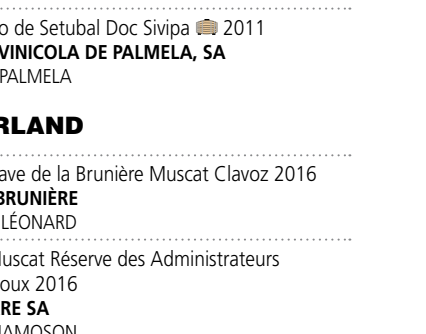 o de Setubal Doc Sivipa 2011
VINICOLA DE PALMELA, SA
PALMELA
RLAND
ave de la Brunière Muscat Clavoz 2016
BRUNIÈRE
LÉONARD
Muscat Réserve des Administrateurs
oux 2016
RE SA
HAMOSON